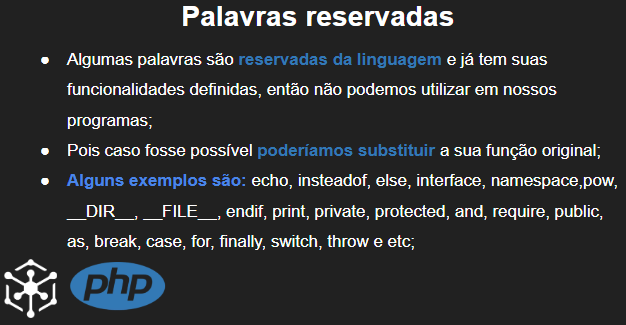 Palavras reservadas
● Algumas palavras são reservadas da linguagem e já tem suas
funcionalidades definidas, então não podemos utilizar em nossos
programas;
● Pois caso fosse possível poderíamos substituir a sua função original;
● Alguns exemplos são: echo, insteadof, else, interface, namespace,pow,
__DIR__, __FILE__, endif, print, private, protected, and, require, public,
as, break, case, for, finally, switch, throw e etc;
php